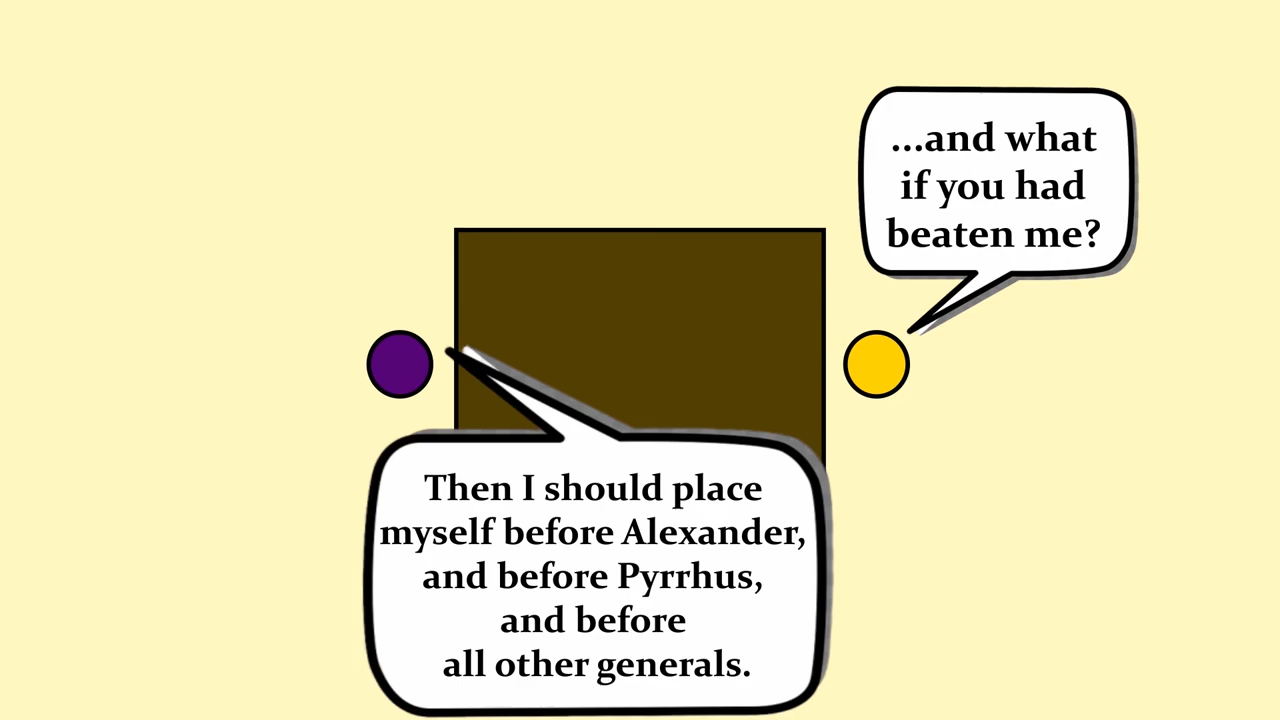 ...and what
if you had
beaten me?
Then I should place
myself before Alexander,
and before Pyrrhus,
and before
all other generals.